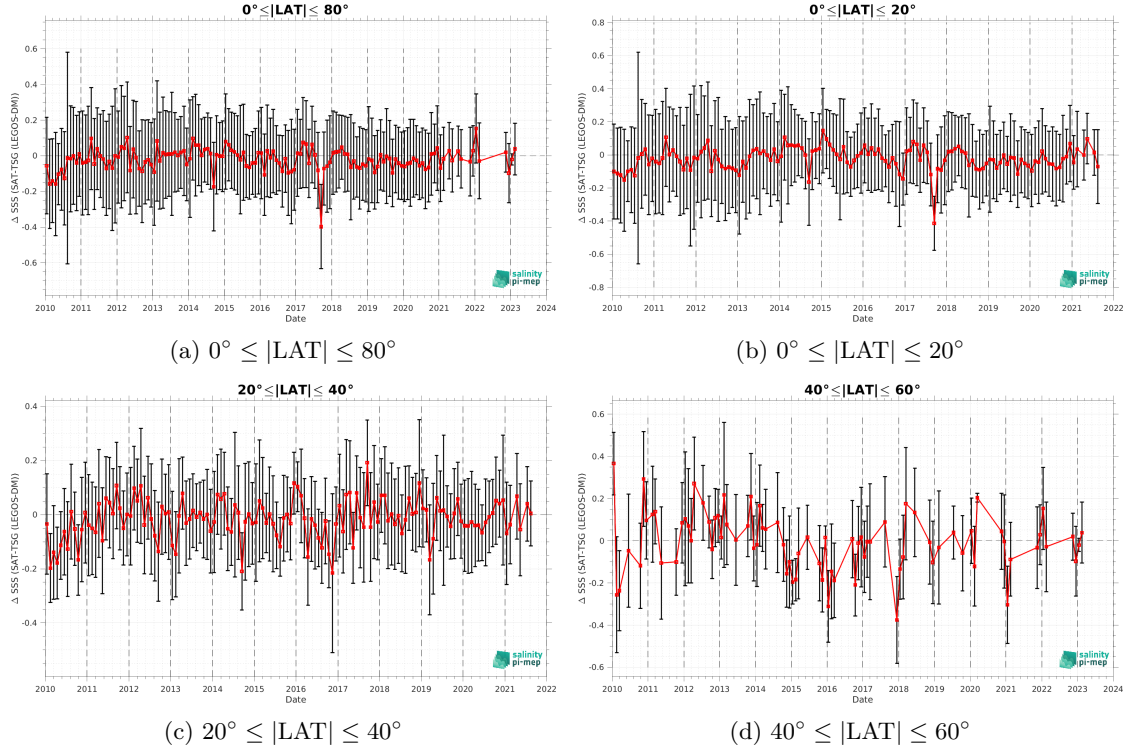 0°≤|LAT|≤ 80°
Δ SSS (SAT-TSG (LEGOS-DM))
0.6
0.4
0.2
0
-0.2
-0.4
-0.6
2010 2011 2012 2013 2014 2015 2016 2017 2018 2019 2020 2021 2022 2023 2024
Date
salinity
pi-mep
(a) 0° ≤ |LAT| ≤ 80°
0°≤|LAT|≤ 20°
Δ SSS (SAT-TSG (LEGOS-DM))
0.8
0.6
0.4
0.2
0
-0.2
-0.4
-0.6
-0.8
2010 2011 2012 2013 2014 2015 2016 2017 2018 2019 2020 2021 2022
Date
salinity
pi-mep
(b) 0° ≤ |LAT| ≤ 20°
20°≤|LAT|≤ 40°
Δ SSS (SAT-TSG (LEGOS-DM))
0.4
0.2
0
-0.2
-0.4
2010 2011 2012 2013 2014 2015 2016 2017 2018 2019 2020 2021 2022
Date
salinity
pi-mep
(c) 20° ≤ |LAT| ≤ 40°
40°≤|LAT|≤ 60°
Δ SSS (SAT-TSG (LEGOS-DM))
0.6
0.4
0.2
0
-0.2
-0.4
-0.6
2010 2011 2012 2013 2014 2015 2016 2017 2018 2019 2020 2021 2022 2023 2024
Date
salinity
pi-mep
(d) 40° ≤ |LAT| ≤ 60°